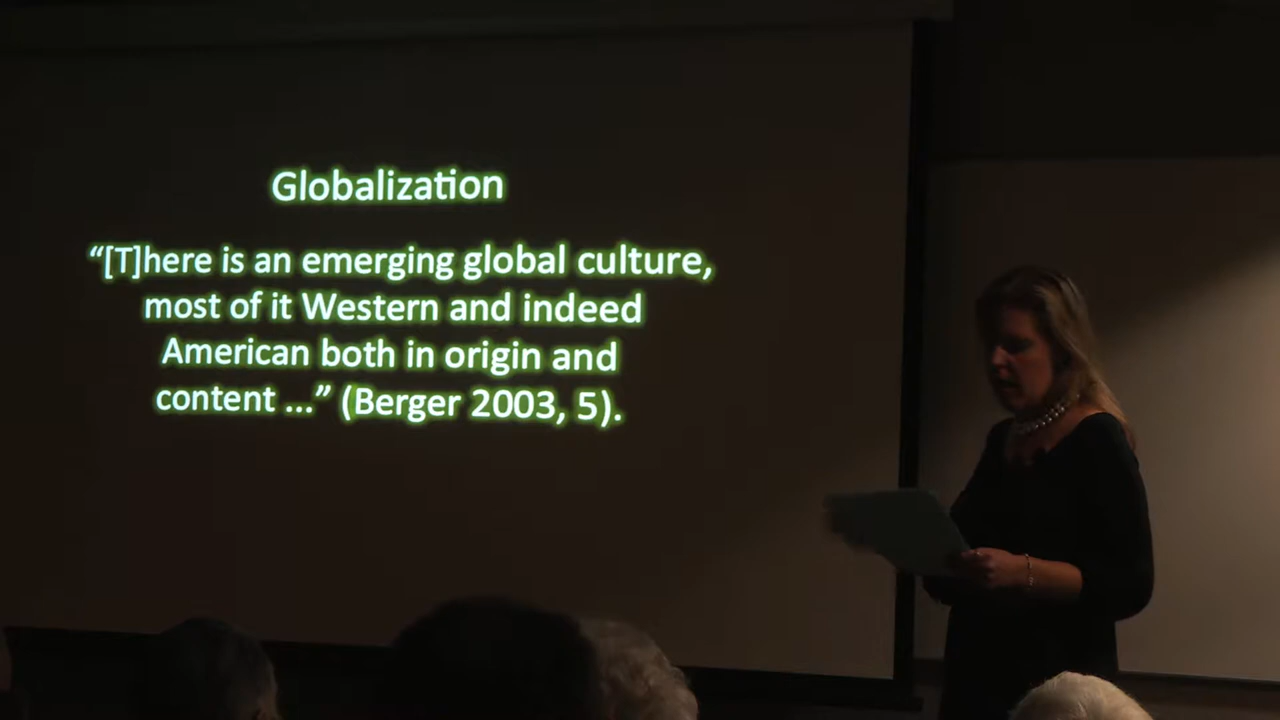 Globalization
“[T]here is an emerging global culture,
most of it Western and indeed
American both in origin and
content ...” (Berger 2003, 5).